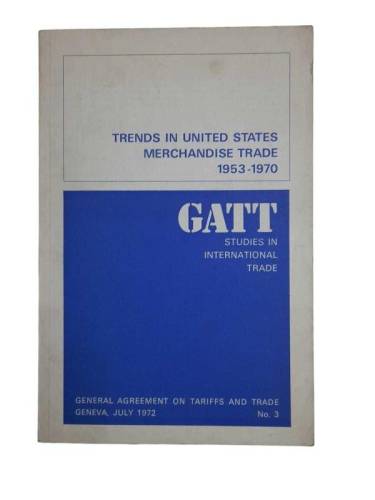 TRENDS IN UNITED STATES
MERCHANDISE TRADE
1953-1970
GATT
STUDIES IN
INTERNATIONAL
TRADE
GENERAL AGREEMENT ON TARIFFS AND TRADE
GENEVA, JULY 1972 No. 3